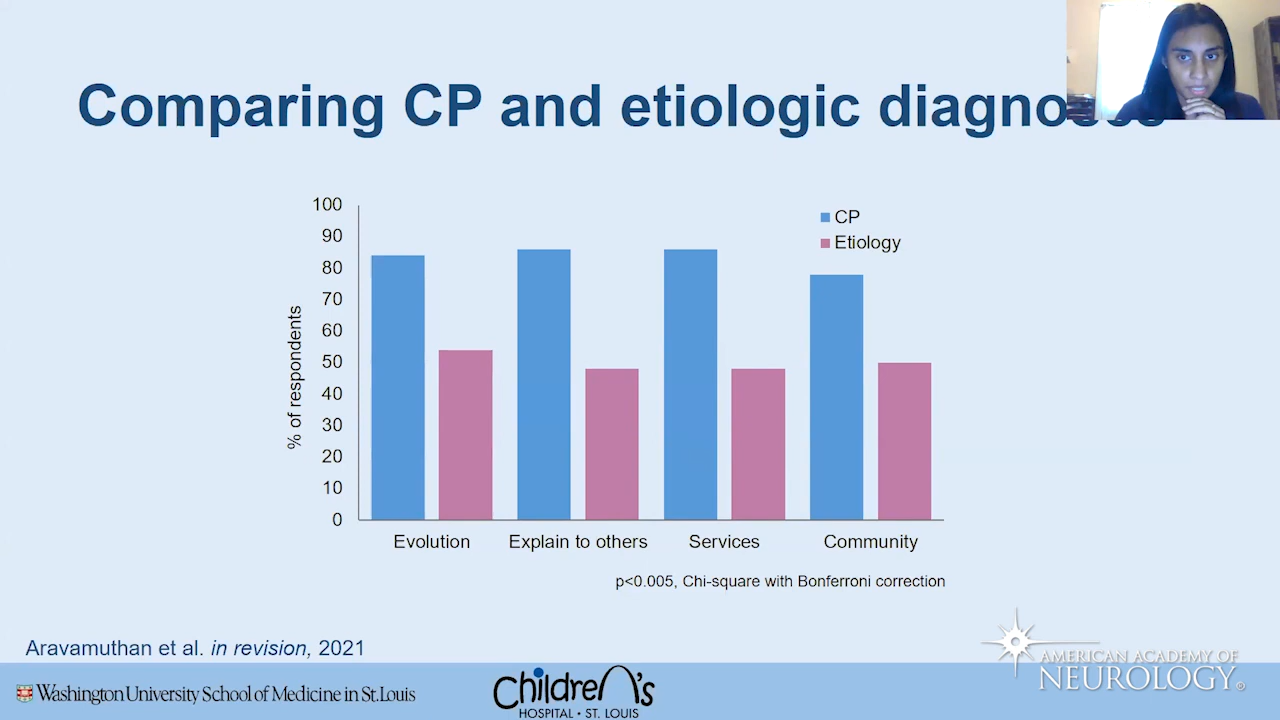 Comparing CP and etiologic diagnoses
100
90
80
70
60
50
40
30
20
10
0
% of respondents
CP
Etiology
Evolution
Explain to others
Services
Community
p<0.005, Chi-square with Bonferroni correction
Aravamuthan et al. in revision, 2021
Washington University School of Medicine in St.Louis
Children's
HOSPITAL • ST. LOUIS
AMERICAN ACADEMY OF
NEUROLOGY®